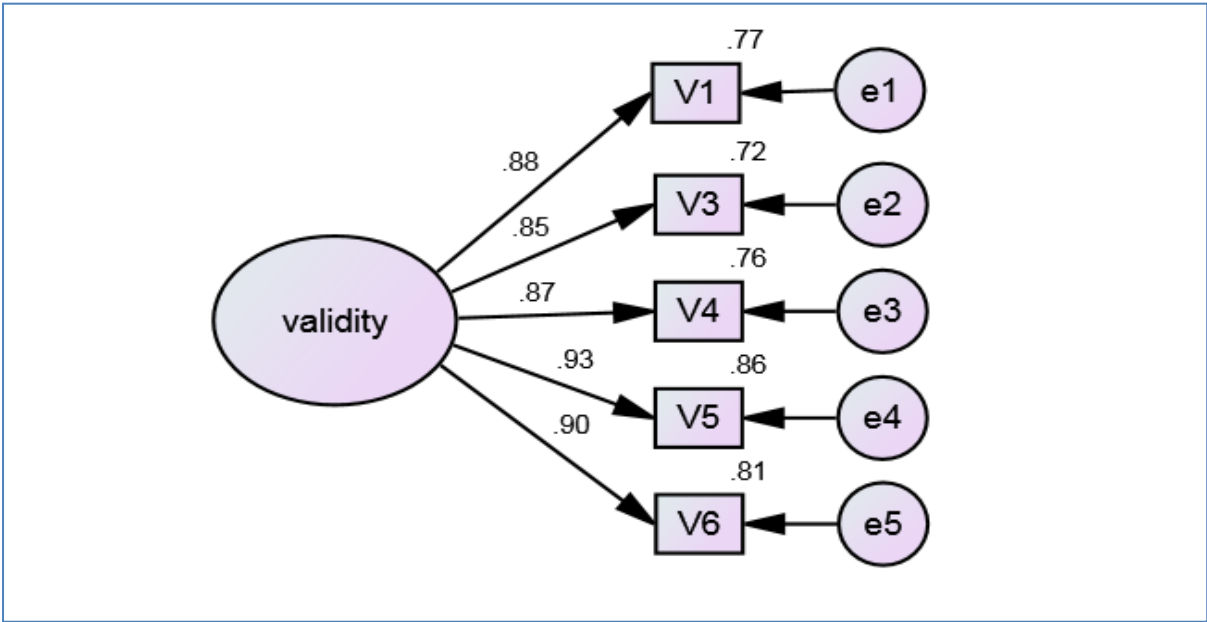 .77
V1
e1
.88
.72
V3
e2
.85
.76
.87
V4
e3
validity
.93
.86
V5
e4
.90
.81
V6
e5